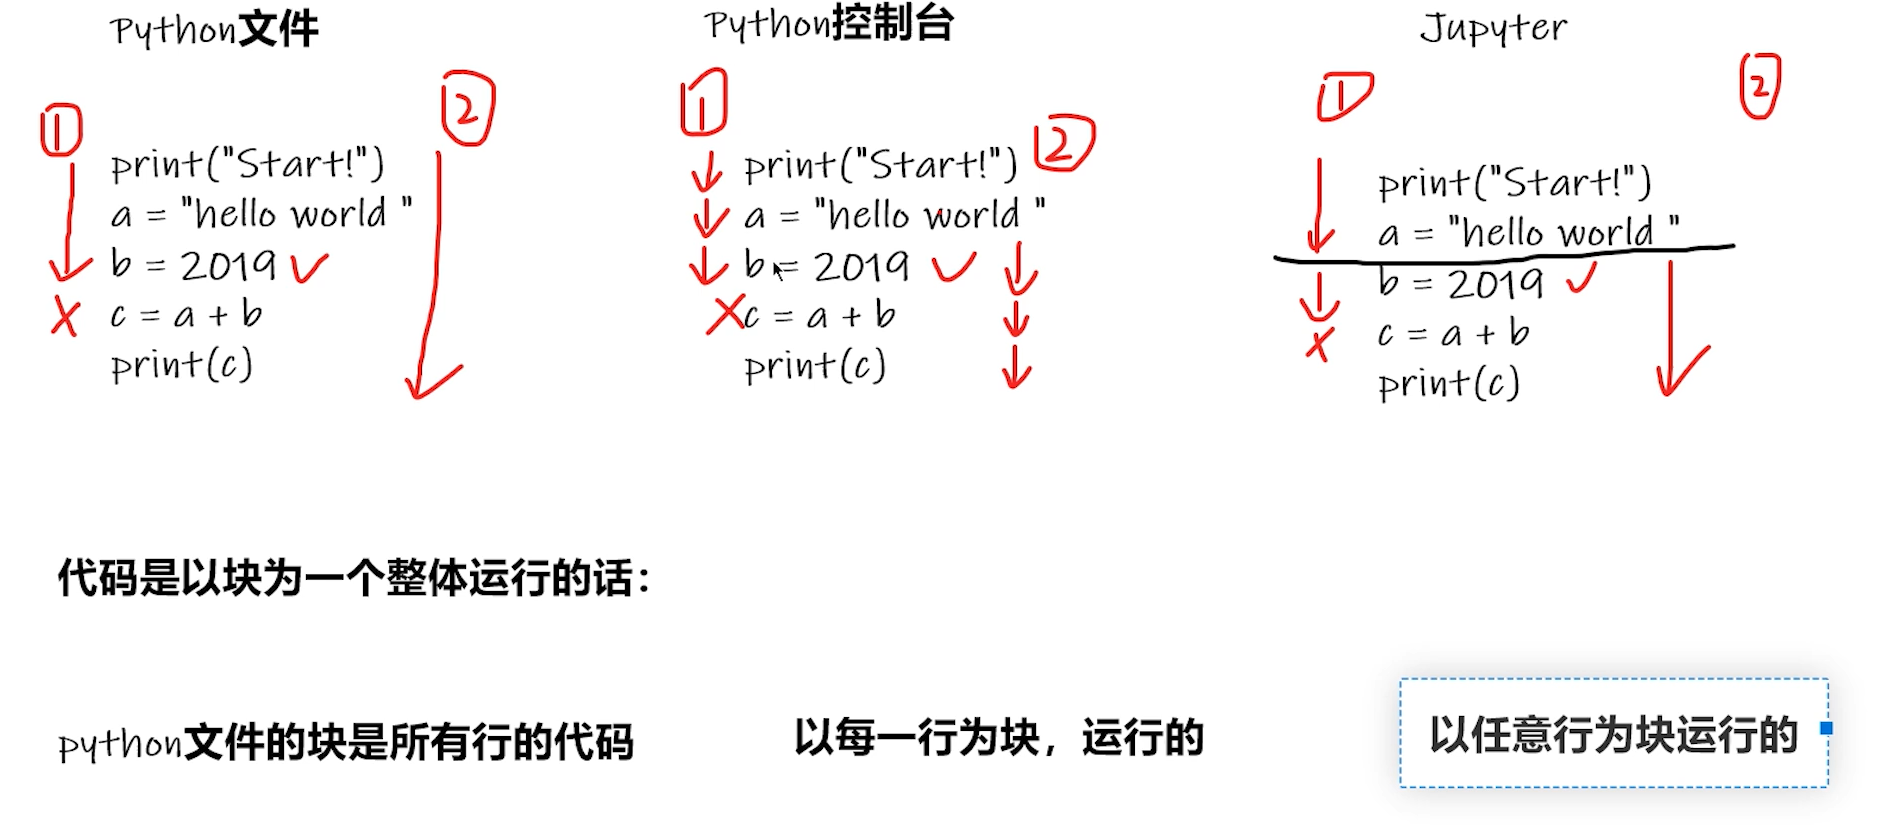 Python文件
①
②
print("Start!")
a = "hello world "
b = 2019 ✓
✗ c = a + b
print(c)
Python控制台
①
②
print("Start!")
a = "hello world "
b = 2019 ✓
✗ c = a + b
print(c)
Jupyter
①
②
print("Start!")
a = "hello world "
b = 2019 ✓
✗ c = a + b
print(c)
代码是以块为一个整体运行的话：
python文件的块是所有行的代码
以每一行为块，运行的
以任意行为块运行的